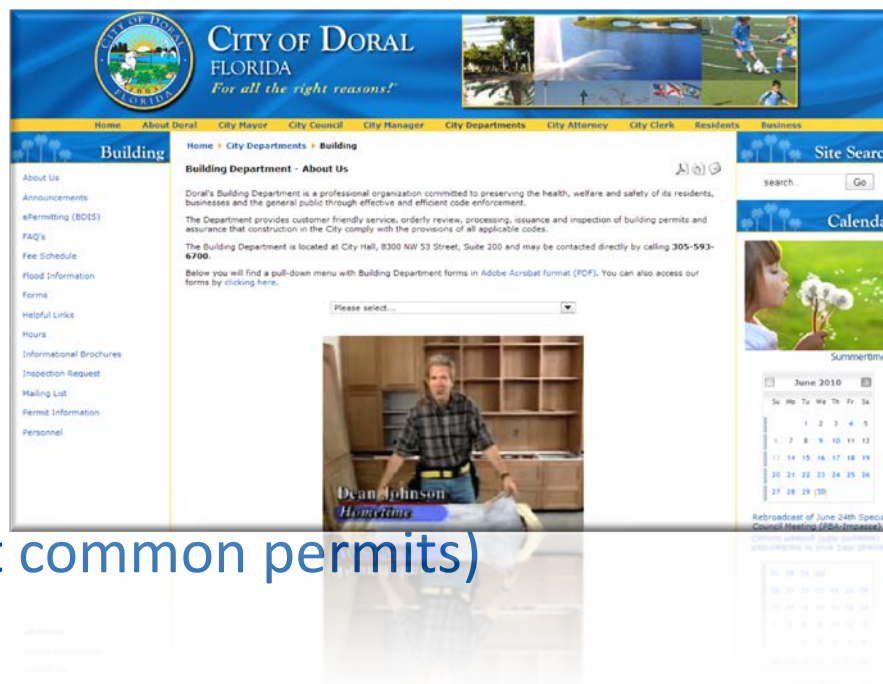 CITY OF DORAL
FLORIDA
For all the right reasons!
CITY OF DORAL
FLORIDA
Home About Doral City Mayor City Council City Manager City Departments City Attorney City Clerk Residents Business
Building
About Us
Announcements
ePermitting (BDIS)
FAQ's
Fee Schedule
Flood Information
Forms
Helpful Links
Hours
Informational Brochures
Inspection Request
Mailing List
Permit Information
Personnel
Home City Departments Building
Building Department - About Us
Doral's Building Department is a professional organization committed to preserving the health, welfare and safety of its residents,
businesses and the general public through effective and efficient code enforcement.
The Department provides customer friendly service, orderly review, processing, issuance and inspection of building permits and
assurance that construction in the City comply with the provisions of all applicable codes.
The Building Department is located at City Hall, 8300 NW 53 Street, Suite 200 and may be contacted directly by calling 305-593-
6700.
Below you will find a pull-down menu with Building Department forms in Adobe Acrobat format (PDF). You can also access our
forms by clicking here.
Please select...
Dean Johnson
Hometime
Site Searc
search... Go
Calenda
Summertime
June 2010
Su Mo Tu We Th Fr Sa
1 2 3 4 5
6 7 8 9 10 11 12
13 14 15 16 17 18 19
20 21 22 23 24 25 26
27 28 29 30
Rebroadcast of June 24th Specia
Council Meeting (PBA-Impasse)
t common permits)